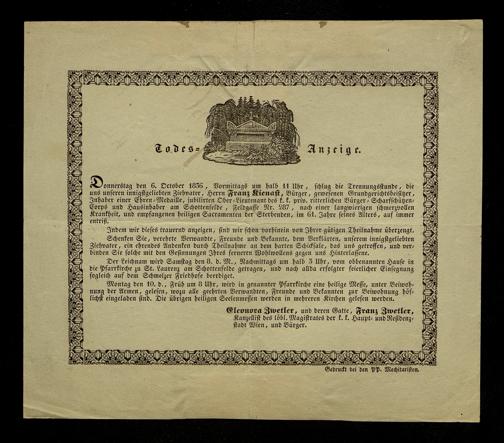 Todes- Anzeige.
Donnerstag den 6. October 1836, Vormittags um halb 11 Uhr, schlug die Trennungsstunde, die
uns unseren innigstgeliebten Ziehvater, Herrn Franz Kienast, Bürger, gewesenen Grundgerichtsbeisitzer,
Inhaber einer Ehren-Medaille, jubilirten Ober-Lieutenant des k. k. priv. ritterlichen Bürger-Scharfschützen-
Corps und Hausinhaber am Schottenfelde, Feldgasse Nr. 287, nach einer langwierigen schmerzvollen
Krankheit, und empfangenen heiligen Sacramenten der Sterbenden, im 61. Jahre seines Alters, auf immer
entriß.
Indem wir dieses trauernd anzeigen, sind wir schon vorhinein von Ihrer gütigen Theilnahme überzeugt.
Schenken Sie, verehrte Verwandte, Freunde und Bekannte, dem Verklärten, unserem innigstgeliebten
Ziehvater, ein ehrendes Andenken durch Theilnahme an dem harten Schicksale, das uns getroffen, und ver-
binden Sie solche mit den Gesinnungen Ihres ferneren Wohlwollens gegen uns Hinterlassene.
Der Leichnam wird Samstag den 8. d. M., Nachmittags um halb 3 Uhr, vom obbenannten Hause in
die Pfarrkirche zu St. Laurenz am Schottenfelde getragen, und nach allda erfolgter feierlicher Einsegnung
sogleich auf dem Schmelzer Friedhofe beerdiget.
Montag den 10. d., Früh um 8 Uhr, wird in genannter Pfarrkirche eine heilige Messe, unter Beiwoh-
nung der Armen, gelesen, wozu alle geehrten Verwandten, Freunde und Bekannten zur Beiwohnung höf-
lichst eingeladen sind. Die übrigen heiligen Seelenmessen werden in mehreren Kirchen gelesen werden.
Eleonora Zwetler, und deren Gatte, Franz Zwetler,
Kanzellist des löbl. Magistrates der k. k. Haupt- und Residenz-
stadt Wien, und Bürger.
Gedruckt bei den PP. Mechitaristen.